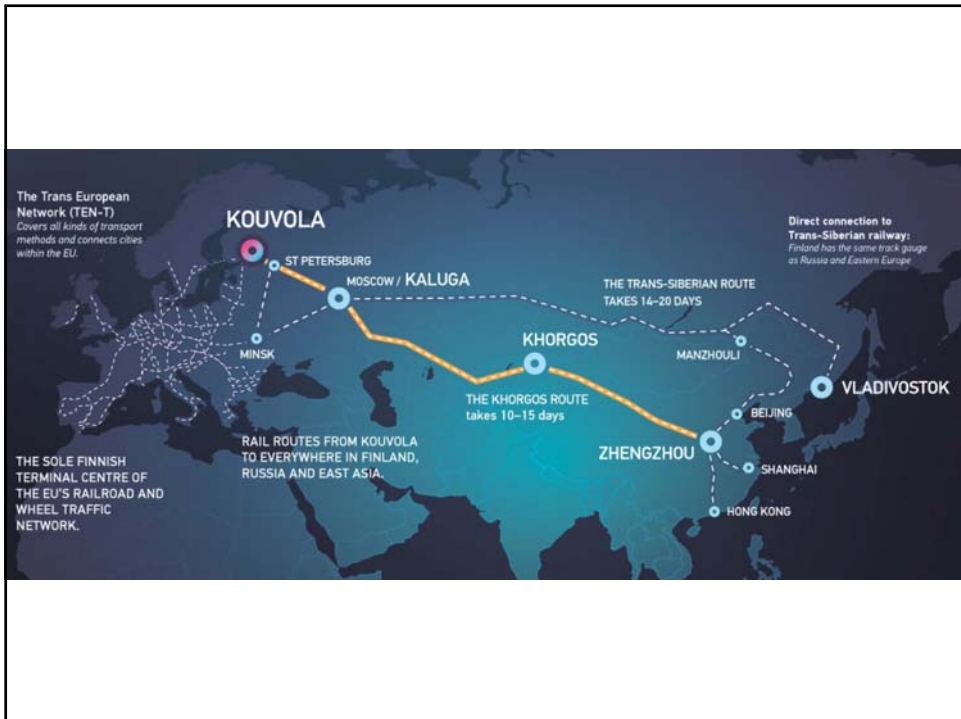 The Trans European
Network (TEN-T)
Covers all kinds of transport
methods and connects cities
within the EU.
KOUVOLA
ST PETERSBURG
MOSCOW / KALUGA
MINSK
Direct connection to
Trans-Siberian railway:
Finland has the same track gauge
as Russia and Eastern Europe
THE TRANS-SIBERIAN ROUTE
TAKES 14–20 DAYS
MANZHOULI
KHORGOS
VLADIVOSTOK
THE KHORGOS ROUTE
takes 10–15 days
BEIJING
ZHENGZHOU
SHANGHAI
HONG KONG
RAIL ROUTES FROM KOUVOLA
TO EVERYWHERE IN FINLAND,
RUSSIA AND EAST ASIA.
THE SOLE FINNISH
TERMINAL CENTRE OF
THE EU'S RAILROAD AND
WHEEL TRAFFIC
NETWORK.